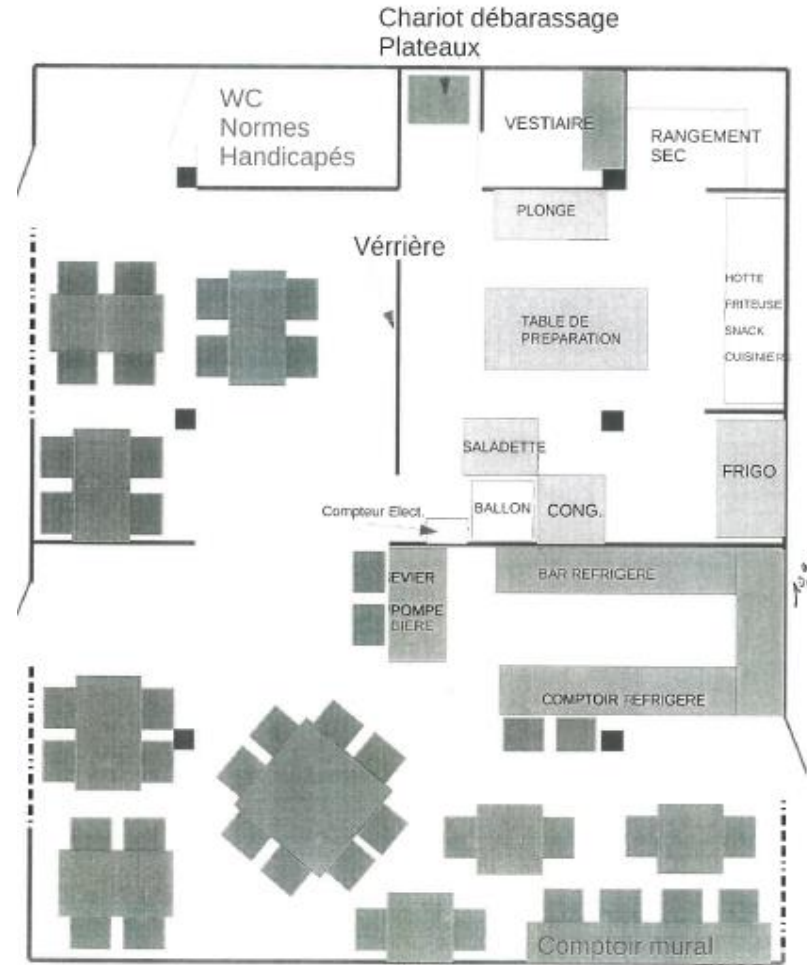 Chariot débarassage
Plateaux
WC
Normes
Handicapés
VESTIAIRE
RANGEMENT
SEC
PLONGE
Vérrière
HOTTE
FRITEUSE
SNACK
CUISINIERE
TABLE DE
PREPARATION
SALADETTE
FRIGO
Compteur Elect.
BALLON
CONG.
EVIER
POMPE
BIERE
BAR REFRIGERE
COMPTOIR REFRIGERE
Comptoir mural